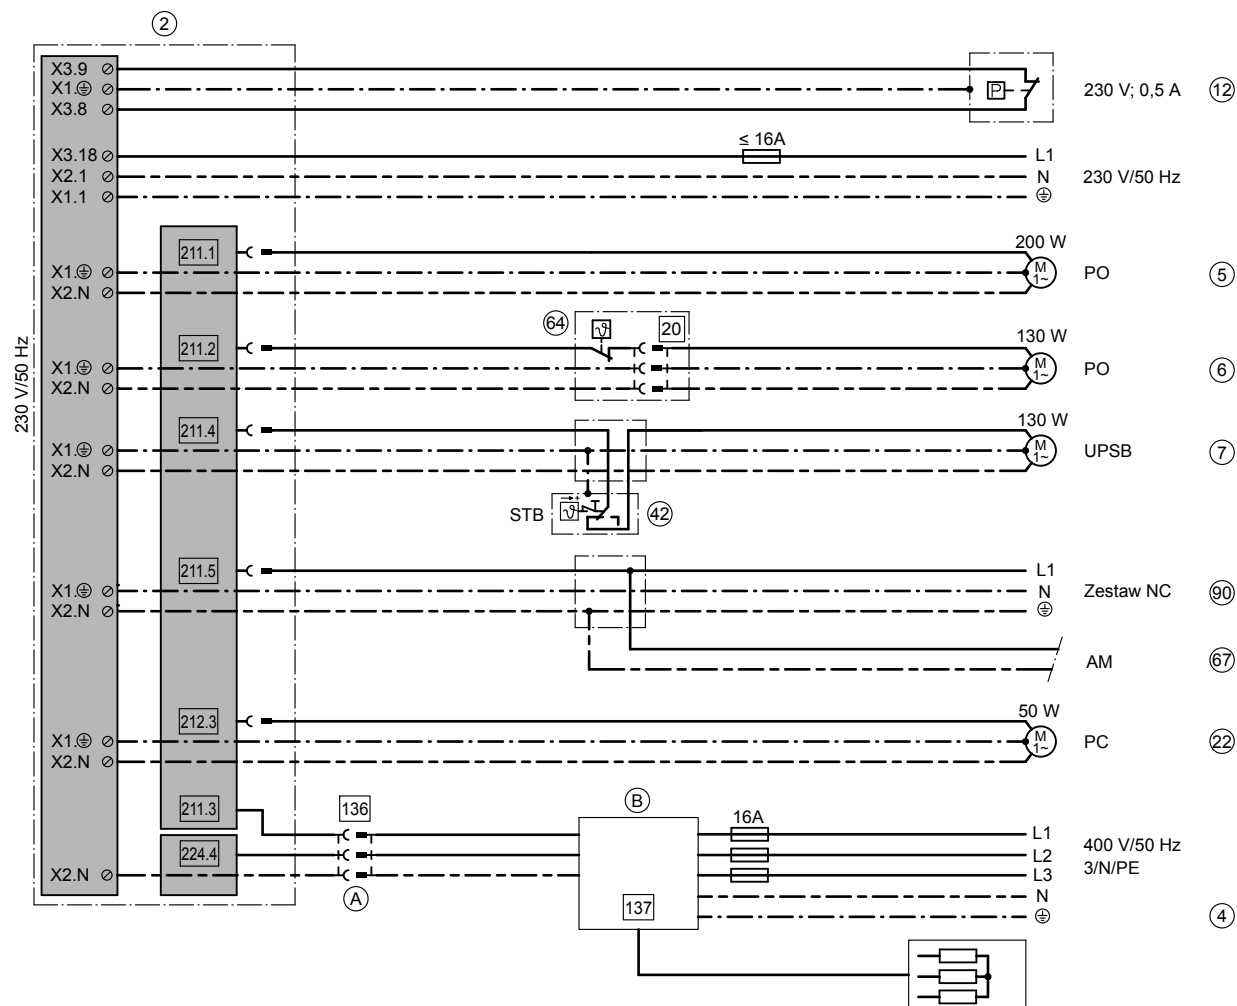 ②
X3.9
X1.⏚
X3.8
P
230 V; 0,5 A
⑫
≤ 16A
X3.18
L1
X2.1
N
230 V/50 Hz
X1.1
⏚
230 V/50 Hz
211.1
200 W
X1.⏚
M
1~
PO
⑤
X2.N
64
ϑ
20
211.2
130 W
X1.⏚
M
1~
PO
⑥
X2.N
211.4
130 W
X1.⏚
M
1~
UPSB
⑦
X2.N
STB
ϑ
㊷
211.5
L1
X1.⏚
N
Zestaw NC
90
X2.N
⏚
AM
67
212.3
50 W
X1.⏚
M
1~
PC
㉒
X2.N
211.3
136
Ⓑ
16A
L1
224.4
L2
400 V/50 Hz
X2.N
L3
3/N/PE
Ⓐ
137
N
⏚
④